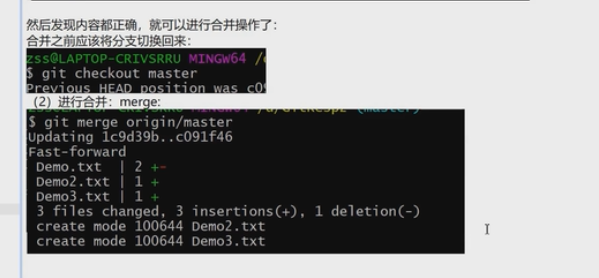 然后发现内容都正确，就可以进行合并操作了：
合并之前应该将分支切换回来：
zss@LAPTOP-CRIVSRRU MINGW64 /
$ git checkout master
Previous HEAD position was c09
（2）进行合并：merge:
$ git merge origin/master
Updating 1c9d39b..c091f46
Fast-forward
Demo.txt | 2 +-
Demo2.txt | 1 +
Demo3.txt | 1 +
3 files changed, 3 insertions(+), 1 deletion(-)
create mode 100644 Demo2.txt
create mode 100644 Demo3.txt